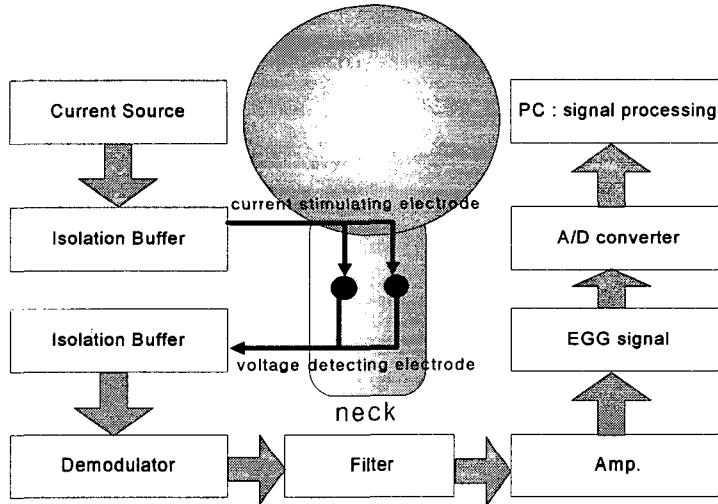 Current Source
PC : signal processing
current stimulating electrode
Isolation Buffer
A/D converter
Isolation Buffer
EGG signal
voltage detecting electrode
neck
Demodulator
Filter
Amp.